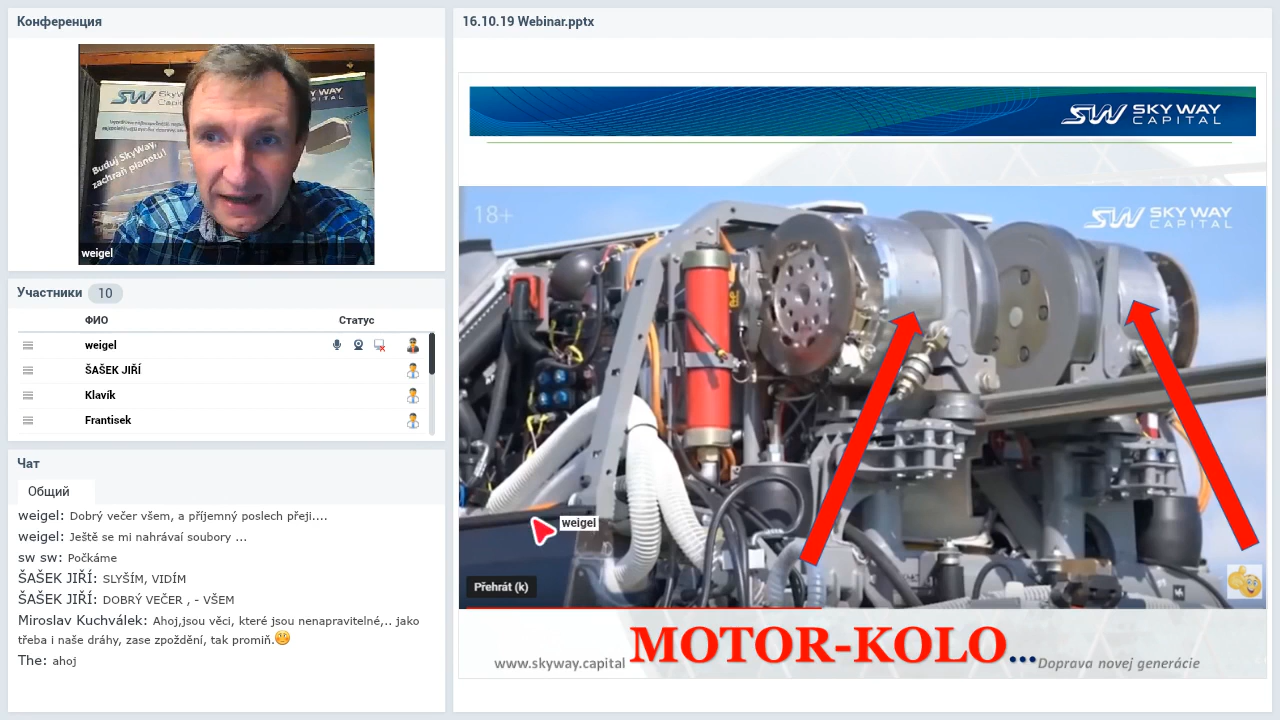 Конференция
SW SKY WAY
CAPITAL
Buduj SkyWay,
zachraň planetu!
weigel
Участники 10
ФИО Статус
weigel
ŠAŠEK JIŘÍ
Klavík
Frantisek
Чат
Общий
weigel: Dobrý večer všem, a příjemný poslech přeji....
weigel: Ještě se mi nahrávaí soubory ...
sw sw: Počkáme
ŠAŠEK JIŘÍ: SLYŠÍM, VIDÍM
ŠAŠEK JIŘÍ: DOBRÝ VEČER , - VŠEM
Miroslav Kuchválek: Ahoj,jsou věci, které jsou nenapravitelné,.. jako
třeba i naše dráhy, zase zpoždění, tak promiň.
The: ahoj
16.10.19 Webinar.pptx
SW SKY WAY
CAPITAL
18+
SW SKY WAY
CAPITAL
weigel
Přehrát (k)
MOTOR-KOLO...
www.skyway.capital
Doprava novej generácie